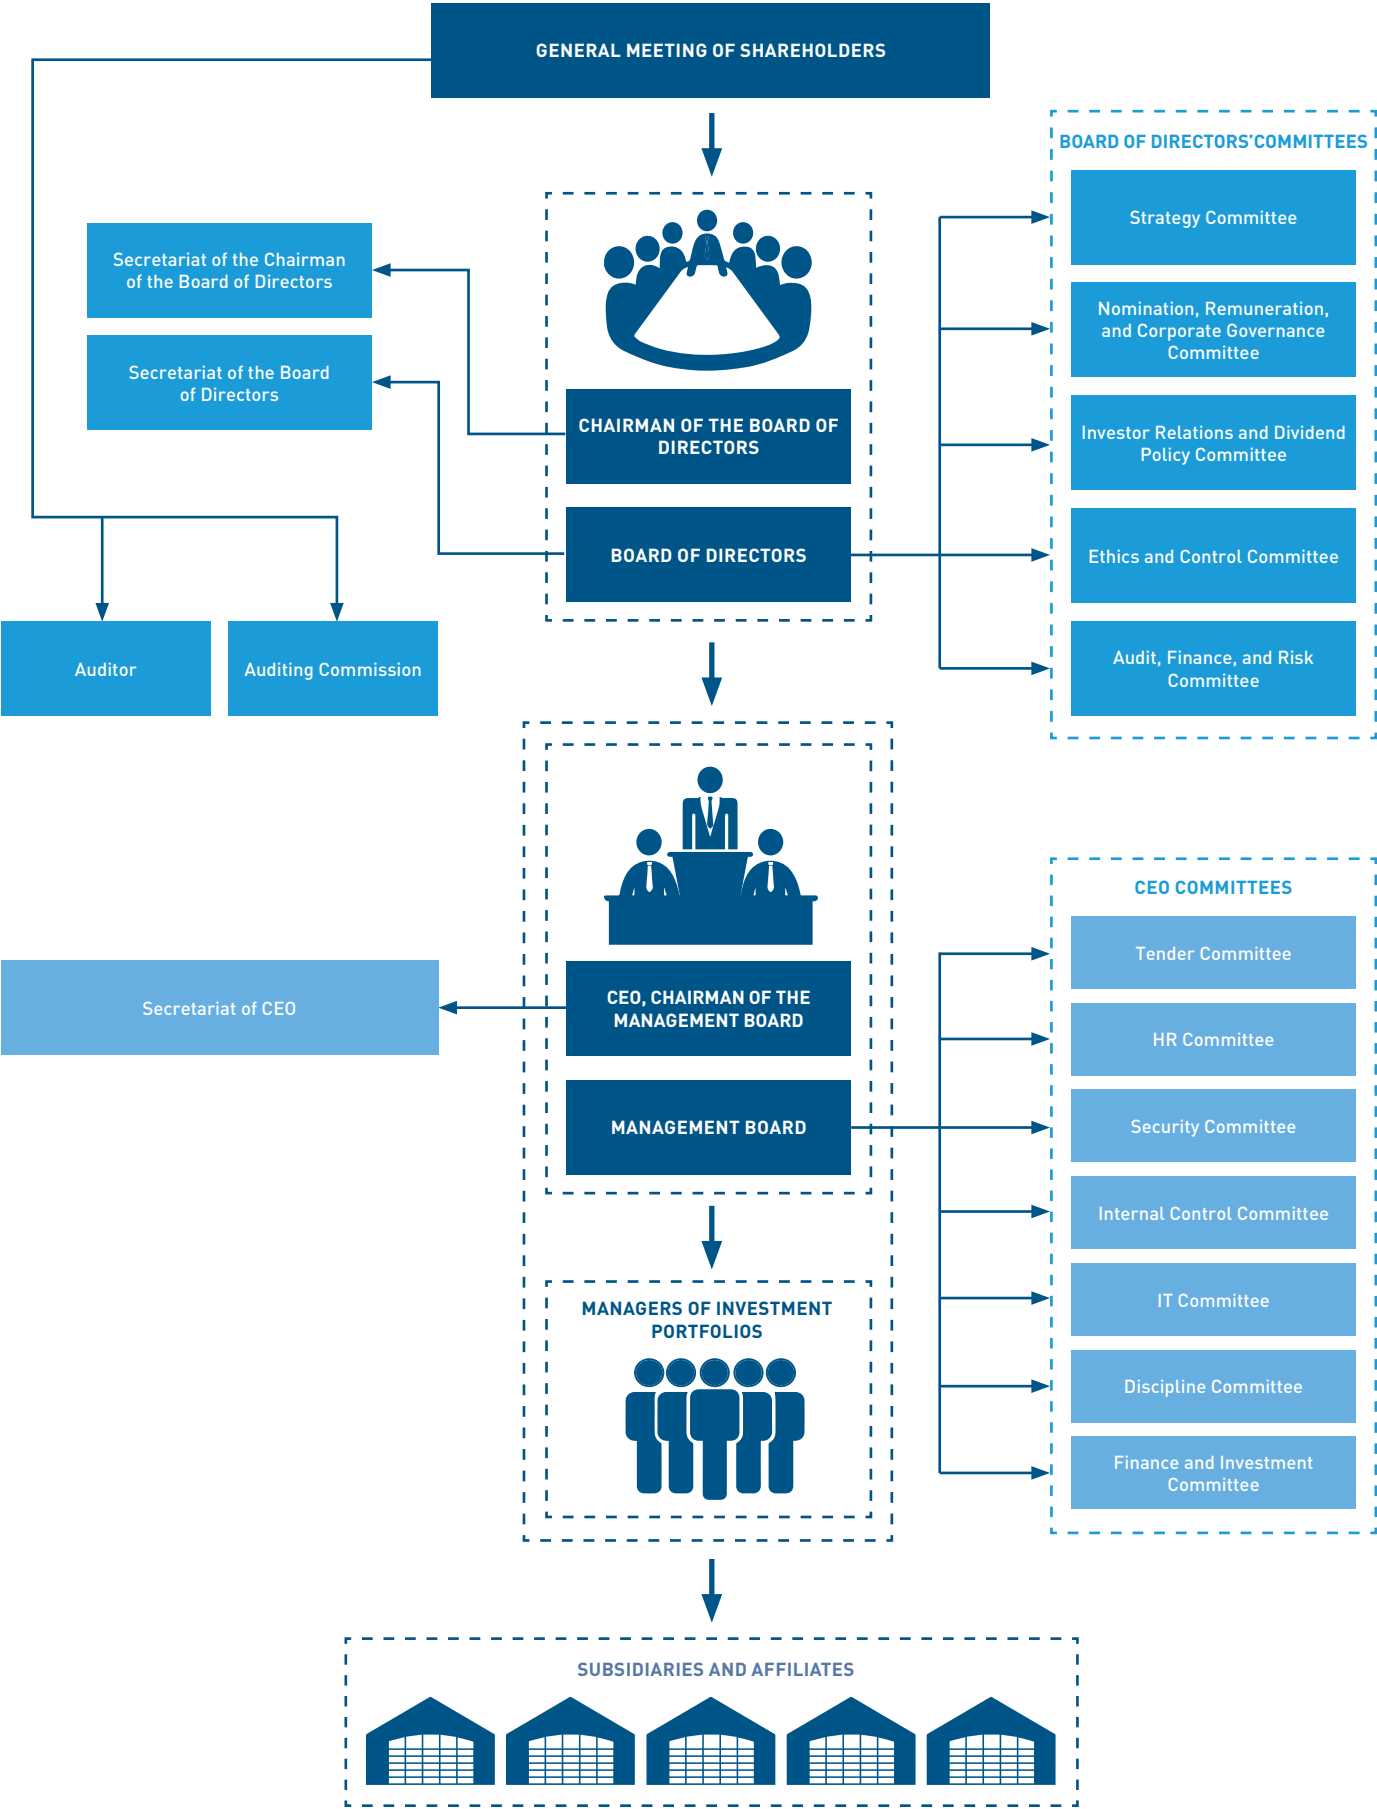 GENERAL MEETING OF SHAREHOLDERS
BOARD OF DIRECTORS'COMMITTEES
Strategy Committee
Nomination, Remuneration,
and Corporate Governance
Committee
Investor Relations and Dividend
Policy Committee
Ethics and Control Committee
Audit, Finance, and Risk
Committee
Secretariat of the Chairman
of the Board of Directors
Secretariat of the Board
of Directors
CHAIRMAN OF THE BOARD OF
DIRECTORS
BOARD OF DIRECTORS
Auditor
Auditing Commission
CEO COMMITTEES
Tender Committee
HR Committee
Security Committee
Internal Control Committee
IT Committee
Discipline Committee
Finance and Investment
Committee
Secretariat of CEO
CEO, CHAIRMAN OF THE
MANAGEMENT BOARD
MANAGEMENT BOARD
MANAGERS OF INVESTMENT
PORTFOLIOS
SUBSIDIARIES AND AFFILIATES